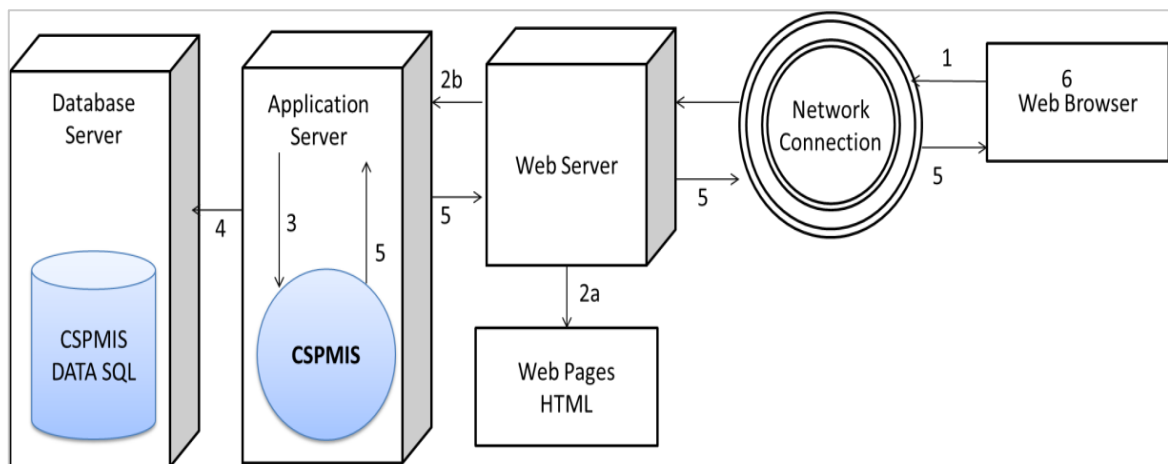 Database
Server
CSPMIS
DATA SQL
4
Application
Server
3
5
CSPMIS
2b
5
Web Server
2a
Web Pages
HTML
5
Network
Connection
1
5
6
Web Browser